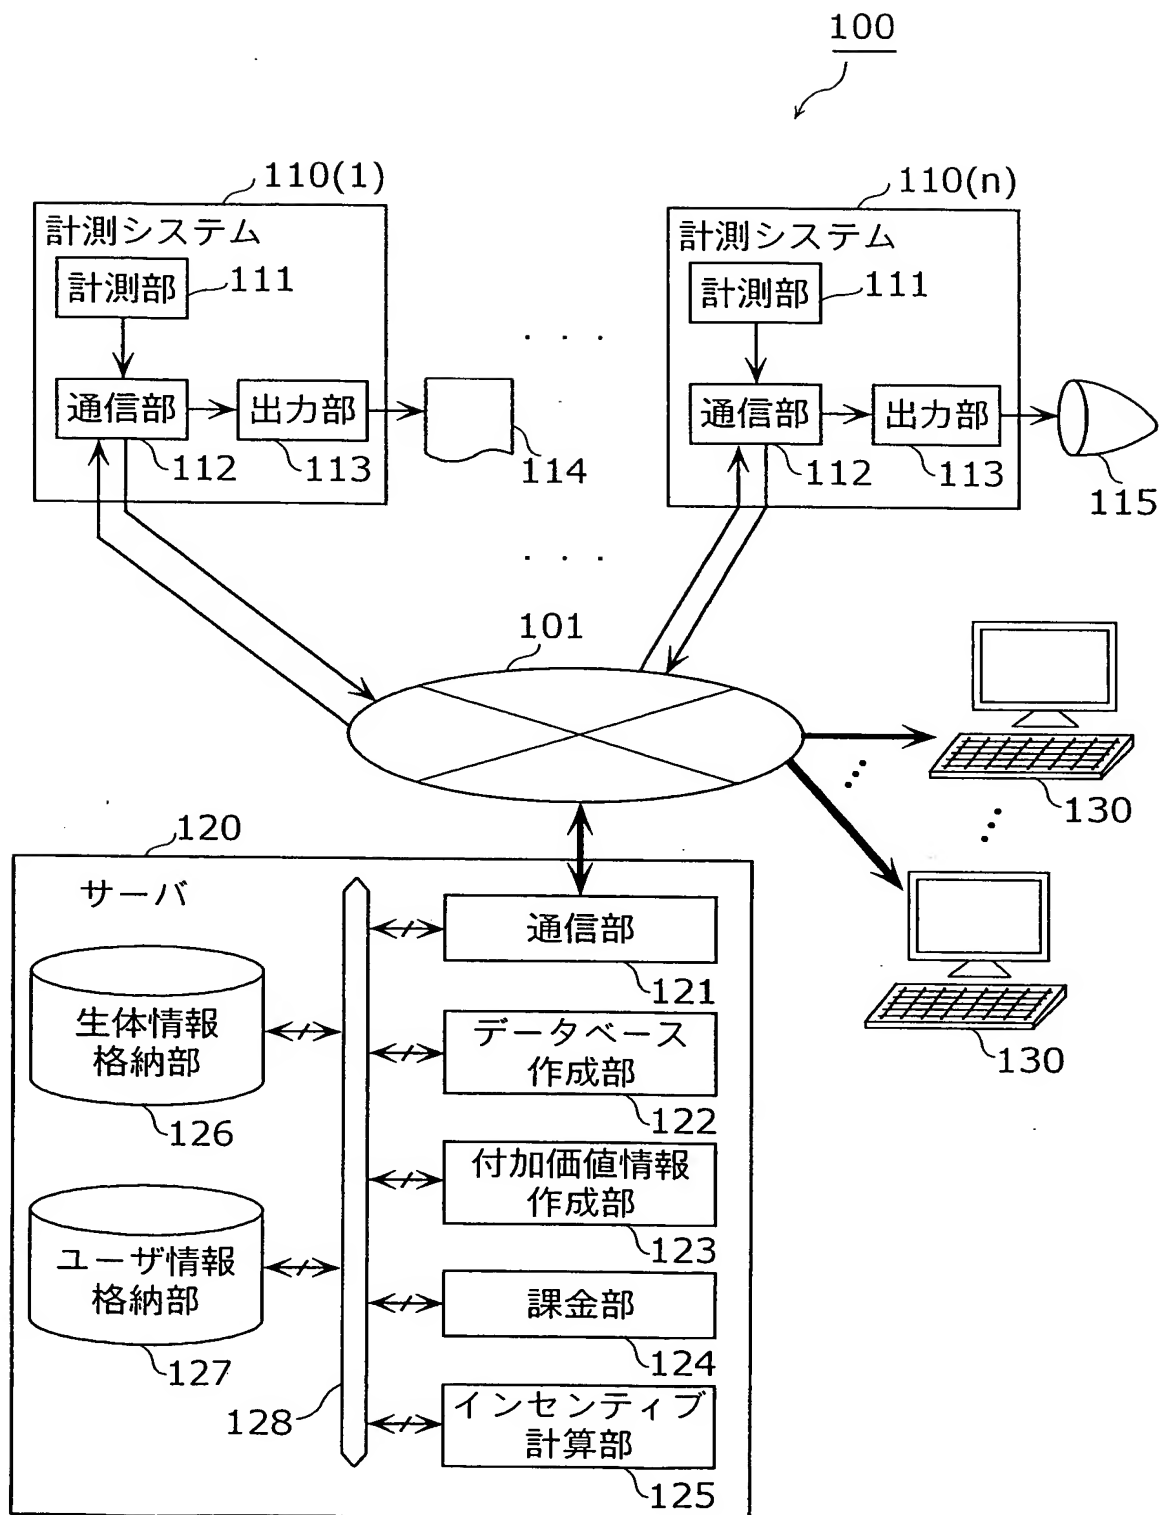 100
110(1)
計測システム
計測部
111
通信部
112
出力部
113
114
110(n)
計測システム
計測部
111
通信部
112
出力部
113
115
101
130
130
120
サーバ
通信部
121
データベース
作成部
122
付加価値情報
作成部
123
課金部
124
インセンティブ
計算部
125
生体情報
格納部
126
ユーザ情報
格納部
127
128